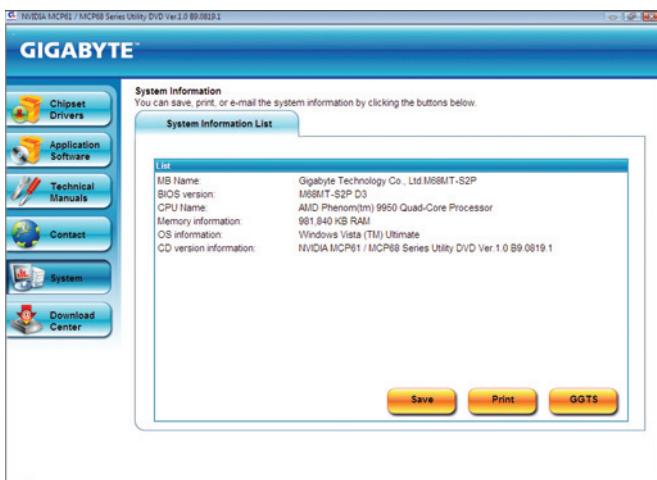 NVIDIA MCP61 / MCP68 Series Utility DVD Ver.1.0 B9.0819.1
GIGABYTE™
System Information
You can save, print, or e-mail the system information by clicking the buttons below.
System Information List
Chipset
Drivers
Application
Software
Technical
Manuals
Contact
System
Download
Center
List
MB Name: Gigabyte Technology Co., Ltd.M68MT-S2P
BIOS version: M68MT-S2P D3
CPU Name: AMD Phenom(tm) 9950 Quad-Core Processor
Memory information: 981,840 KB RAM
OS information: Windows Vista (TM) Ultimate
CD version information: NVIDIA MCP61 / MCP68 Series Utility DVD Ver.1.0 B9.0819.1
Save
Print
GGTS